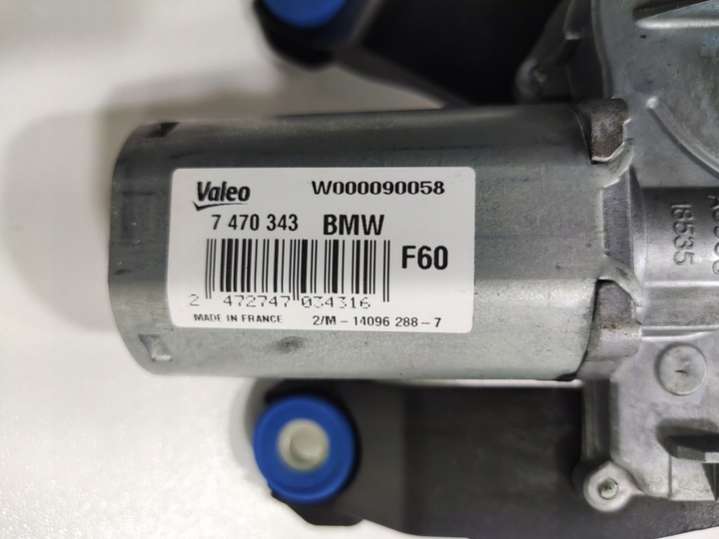 Valeo W000090058
7 470 343 BMW
F60
2 472747 034316
MADE IN FRANCE 2/M-14096 288-7
18535
Y